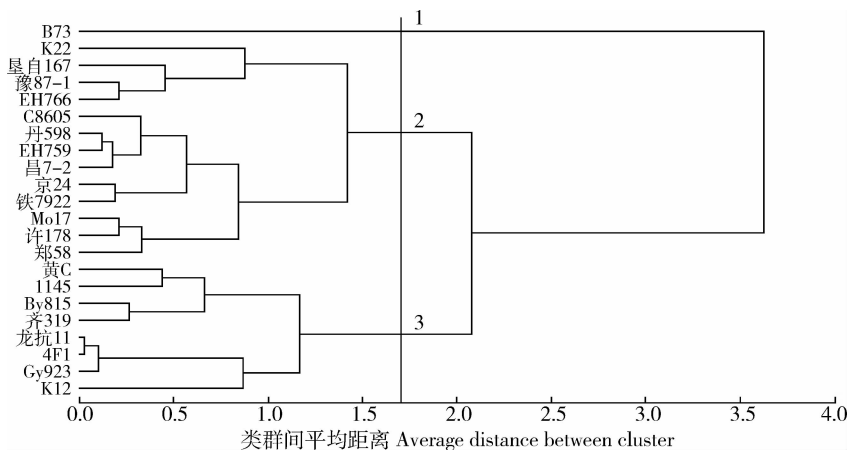 1
B73
K22
垦自167
豫87-1
EH766
C8605
2
丹598
EH759
昌7-2
京24
铁7922
Mo17
许178
郑58
黄C
1145
By815
齐319
3
龙抗11
4F1
Gy923
K12
0.0 0.5 1.0 1.5 2.0 2.5 3.0 3.5 4.0
类群间平均距离 Average distance between cluster